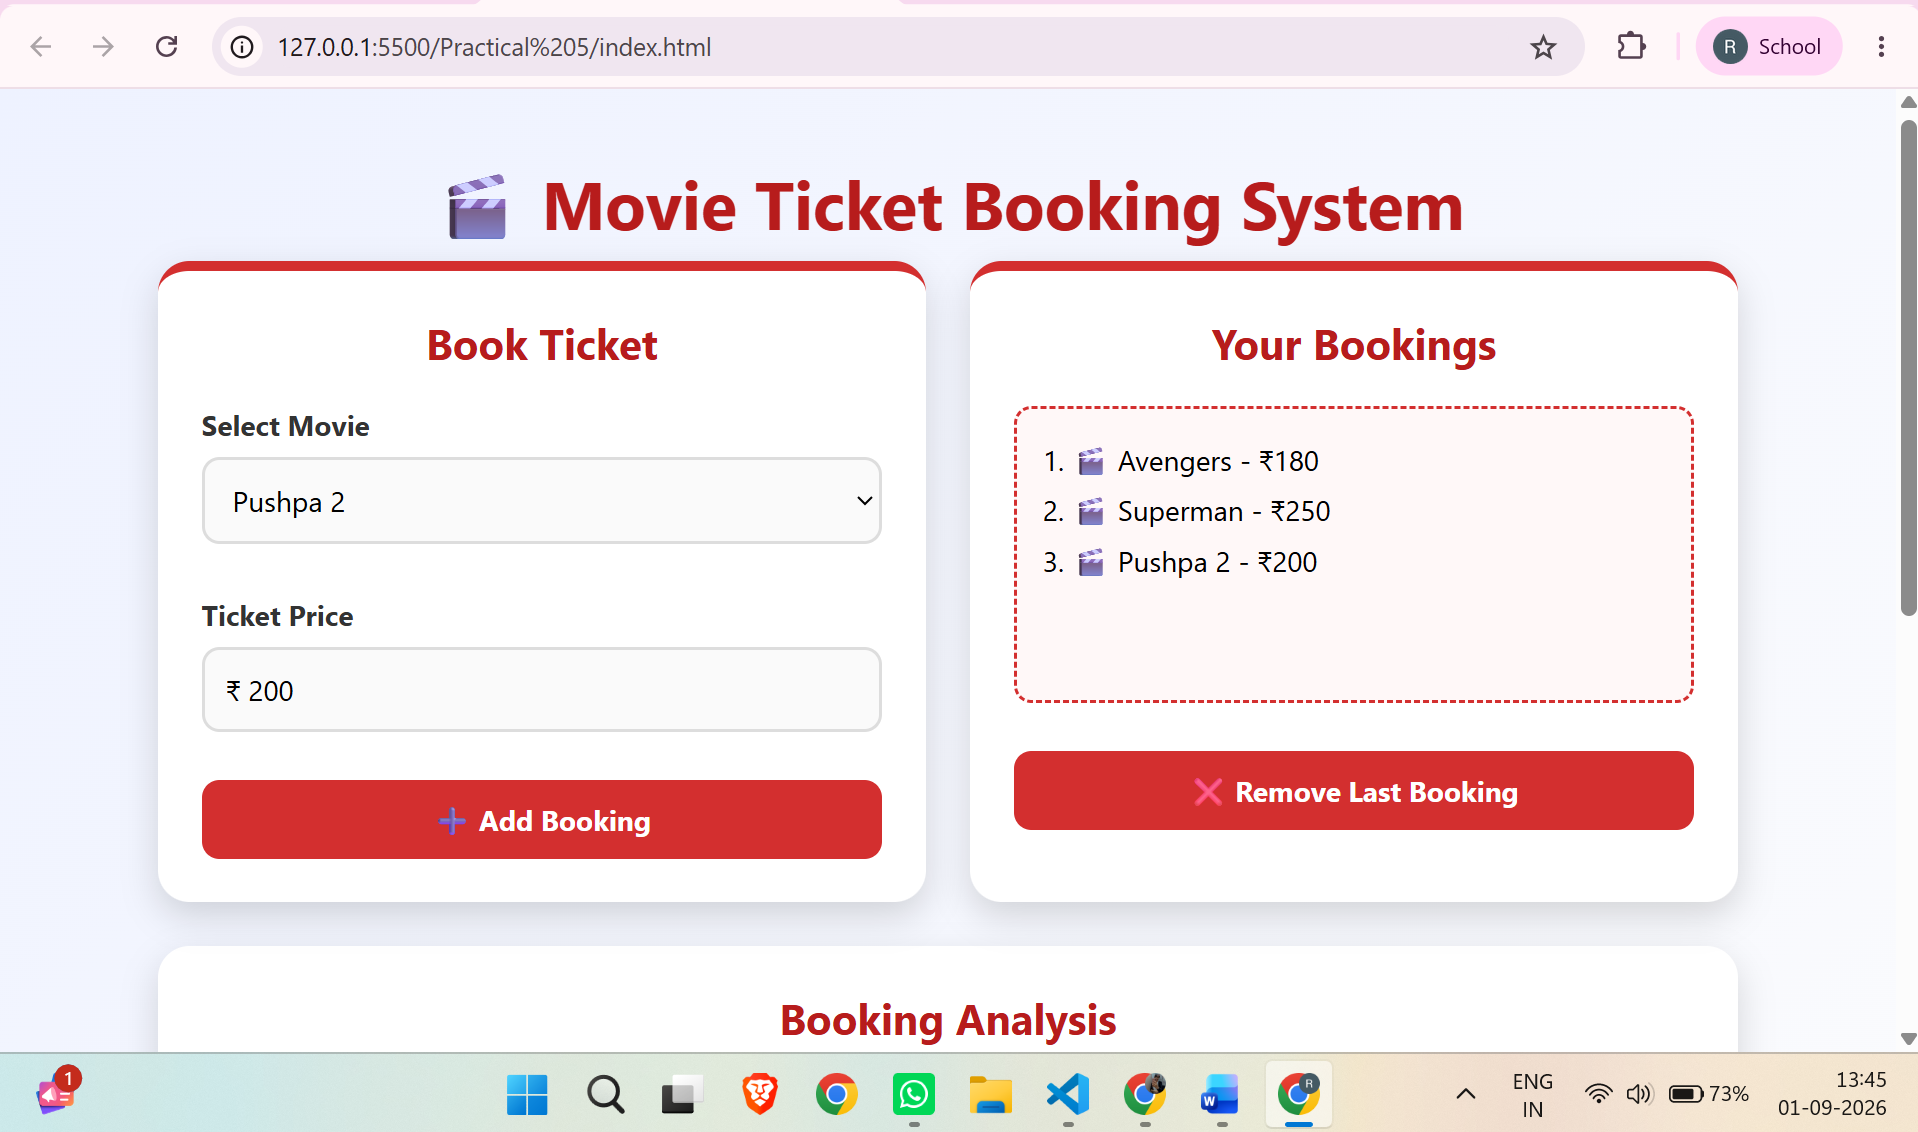 127.0.0.1:5500/Practical%205/index.html
R School
Movie Ticket Booking System
Book Ticket
Select Movie
Pushpa 2
Ticket Price
₹ 200
Add Booking
Your Bookings
1. Avengers - ₹180
2. Superman - ₹250
3. Pushpa 2 - ₹200
Remove Last Booking
Booking Analysis
1
W
R
ENG
IN
73%
13:45
01-09-2026